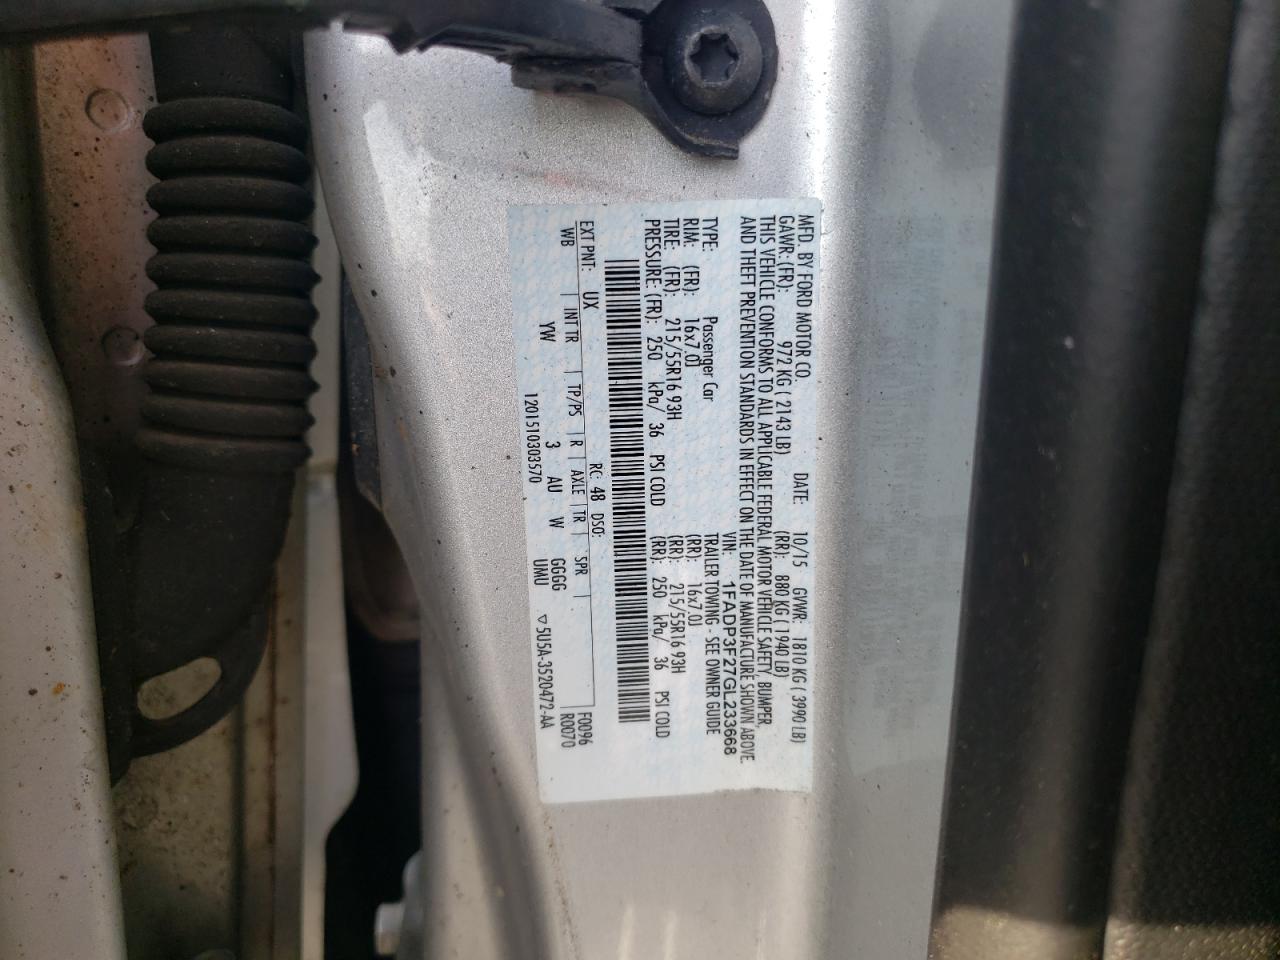 MFD. BY FORD MOTOR CO. DATE: 10/15 GVWR: 1810 KG ( 3990 LB)
GAWR:(FR): 972 KG ( 2143 LB) (RR): 880 KG ( 1940 LB)
THIS VEHICLE CONFORMS TO ALL APPLICABLE FEDERAL MOTOR VEHICLE SAFETY, BUMPER,
AND THEFT PREVENTION STANDARDS IN EFFECT ON THE DATE OF MANUFACTURE SHOWN ABOVE.
VIN: 1FADP3F27GL233668
TYPE: Passenger Car TRAILER TOWING - SEE OWNER GUIDE
RIM: (FR): 16x7.0J (RR): 16x7.0J
TIRE: (FR): 215/55R16 93H (RR): 215/55R16 93H
PRESSURE: (FR): 250 kPa/ 36 PSI COLD (RR): 250 kPa/ 36 PSI COLD
RC: 48 DSO:
EXT PNT: UX F0096
WB | INT TR | TP/PS | R | AXLE | TR | SPR | R0070
YW 3 AU W GGGG
1201510303570 UMU ▽5U5A-3520472-AA